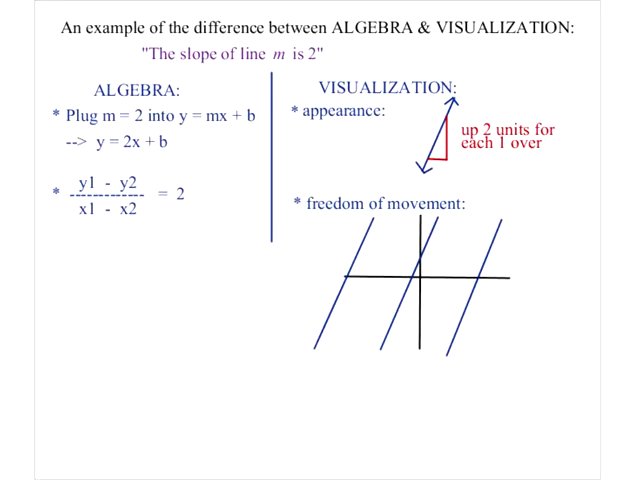 An example of the difference between ALGEBRA & VISUALIZATION:
"The slope of line m is 2"
ALGEBRA:
* Plug m = 2 into y = mx + b
--> y = 2x + b
* y1 - y2
------------- = 2
x1 - x2
VISUALIZATION:
* appearance:
up 2 units for
each 1 over
* freedom of movement: